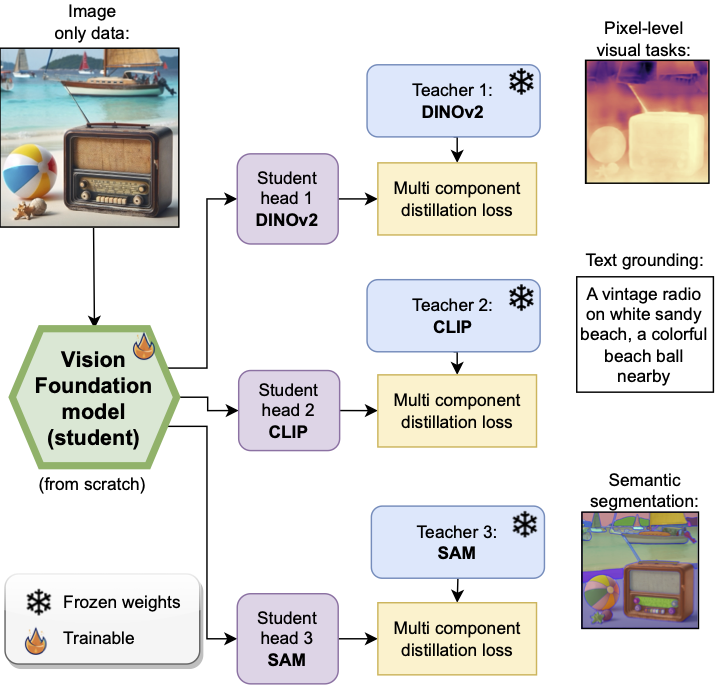 Image
only data:
Pixel-level
visual tasks:
Teacher 1:
DINOv2
Student
head 1
DINOv2
Multi component
distillation loss
Text grounding:
A vintage radio
on white sandy
beach, a colorful
beach ball
nearby
Teacher 2:
CLIP
Vision
Foundation
model
(student)
(from scratch)
Student
head 2
CLIP
Multi component
distillation loss
Semantic
segmentation:
Teacher 3:
SAM
Student
head 3
SAM
Multi component
distillation loss
Frozen weights
Trainable